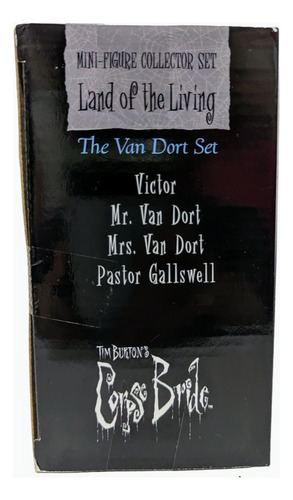 MINI-FIGURE COLLECTOR SET
Land of the Living
The Van Dort Set
Victor
Mr. Van Dort
Mrs. Van Dort
Pastor Gallswell
TIM BURTON'S
Corpse Bride™